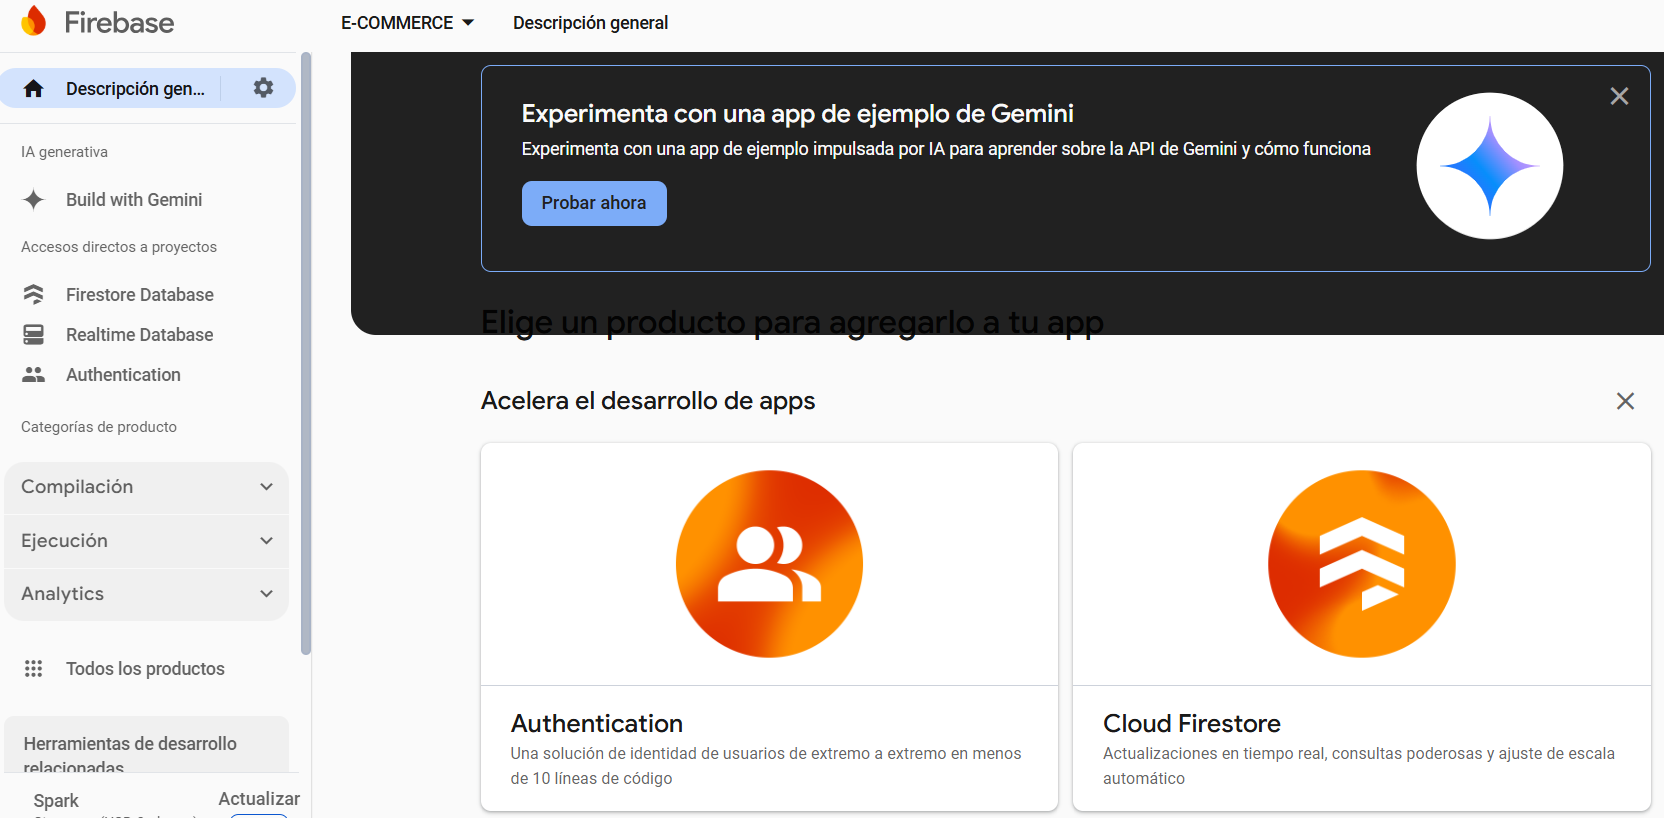 Firebase
E-COMMERCE
Descripción general
Descripción gen...
IA generativa
Build with Gemini
Accesos directos a proyectos
Firestore Database
Realtime Database
Authentication
Categorías de producto
Compilación
Ejecución
Analytics
Todos los productos
Herramientas de desarrollo
relacionadas
Spark
Actualizar
Experimenta con una app de ejemplo de Gemini
Experimenta con una app de ejemplo impulsada por IA para aprender sobre la API de Gemini y cómo funciona
Probar ahora
Elige un producto para agregarlo a tu app
Acelera el desarrollo de apps
Authentication
Una solución de identidad de usuarios de extremo a extremo en menos
de 10 líneas de código
Cloud Firestore
Actualizaciones en tiempo real, consultas poderosas y ajuste de escala
automático